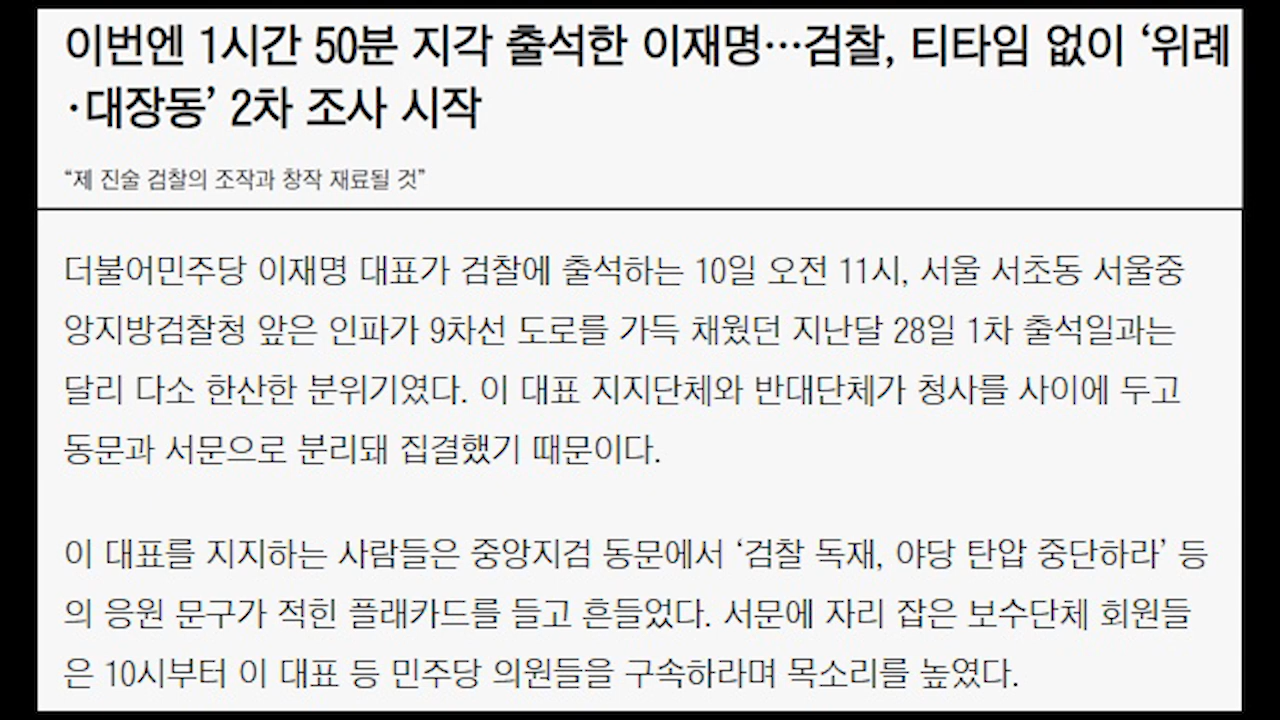 이번엔 1시간 50분 지각 출석한 이재명…검찰, 티타임 없이 ‘위례
·대장동’ 2차 조사 시작
“제 진술 검찰의 조작과 창작 재료될 것”
더불어민주당 이재명 대표가 검찰에 출석하는 10일 오전 11시, 서울 서초동 서울중
앙지방검찰청 앞은 인파가 9차선 도로를 가득 채웠던 지난달 28일 1차 출석일과는
달리 다소 한산한 분위기였다. 이 대표 지지단체와 반대단체가 청사를 사이에 두고
동문과 서문으로 분리돼 집결했기 때문이다.
이 대표를 지지하는 사람들은 중앙지검 동문에서 ‘검찰 독재, 야당 탄압 중단하라’ 등
의 응원 문구가 적힌 플래카드를 들고 흔들었다. 서문에 자리 잡은 보수단체 회원들
은 10시부터 이 대표 등 민주당 의원들을 구속하라며 목소리를 높였다.